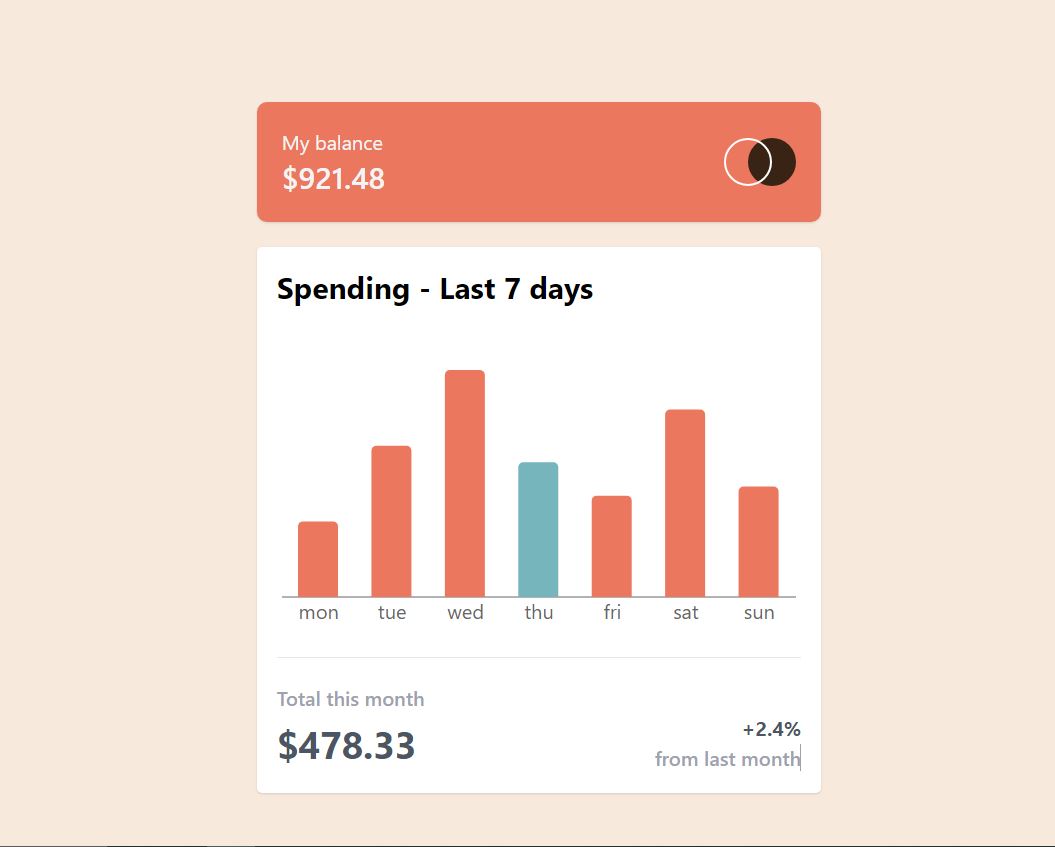 My balance
$921.48
Spending - Last 7 days
mon tue wed thu fri sat sun
Total this month
$478.33
+2.4%
from last month